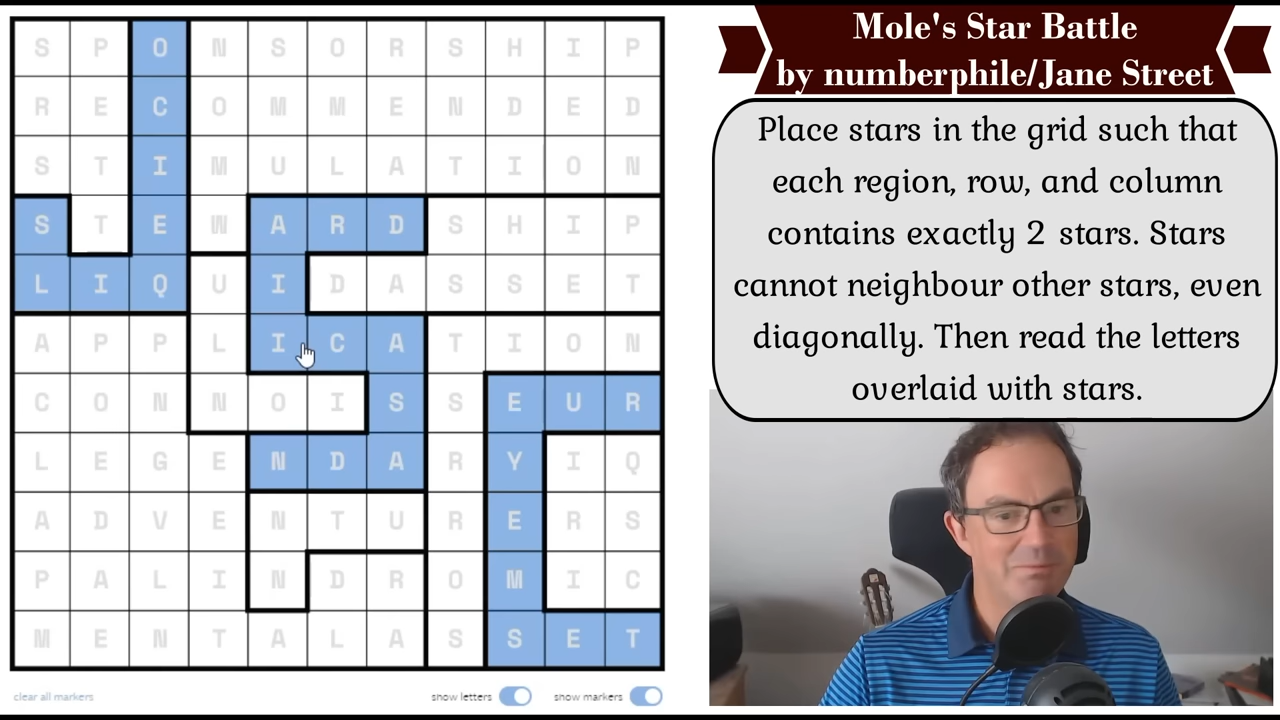 S P O N S O R S H I P
R E C O M M E N D E D
S T I M U L A T I O N
S T E W A R D S H I P
L I Q U I D A S S E T
A P P L I C A T I O N
C O N N O I S S E U R
L E G E N D A R Y I Q
A D V E N T U R E R S
P A L I N D R O M I C
M E N T A L A S S E T
clear all markers
show letters
show markers
Mole's Star Battle
by numberphile/Jane Street
Place stars in the grid such that
each region, row, and column
contains exactly 2 stars. Stars
cannot neighbour other stars, even
diagonally. Then read the letters
overlaid with stars.